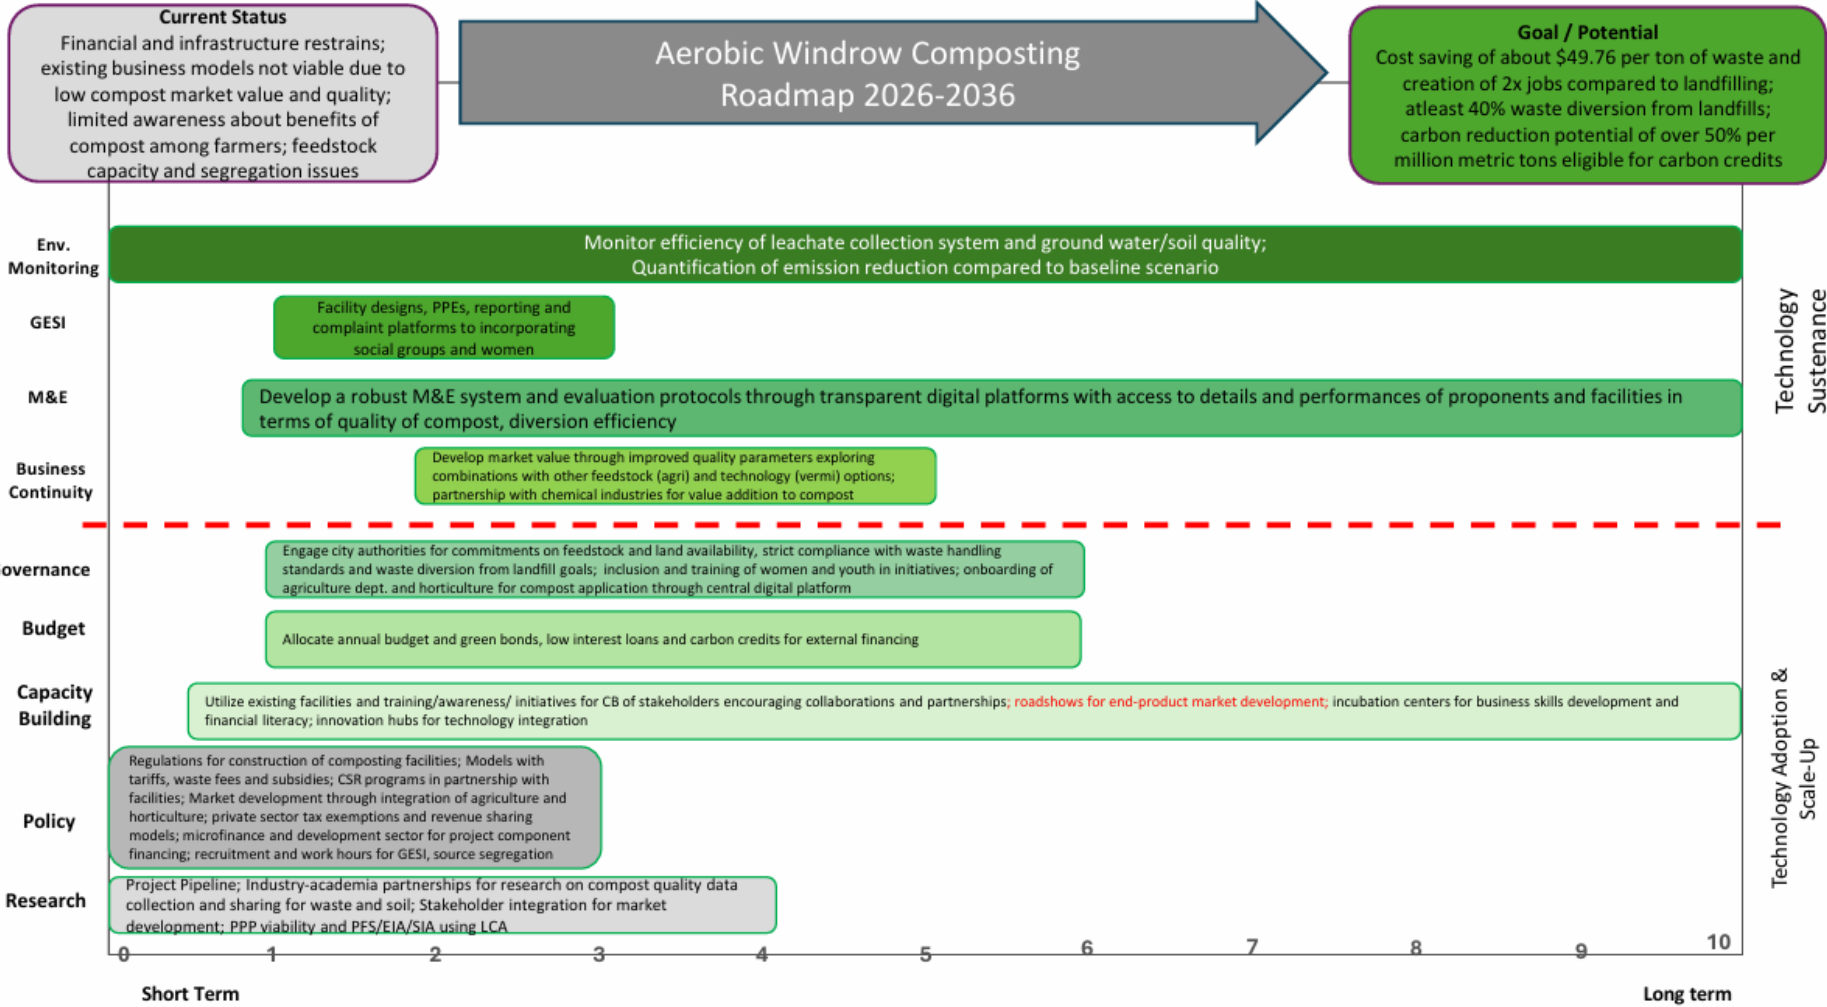 Current Status
Financial and infrastructure restrains;
existing business models not viable due to
low compost market value and quality;
limited awareness about benefits of
compost among farmers; feedstock
capacity and segregation issues
Aerobic Windrow Composting
Roadmap 2026-2036
Goal / Potential
Cost saving of about $49.76 per ton of waste and
creation of 2x jobs compared to landfilling;
atleast 40% waste diversion from landfills;
carbon reduction potential of over 50% per
million metric tons eligible for carbon credits
Env.
Monitoring
Monitor efficiency of leachate collection system and ground water/soil quality;
Quantification of emission reduction compared to baseline scenario
GESI
Facility designs, PPEs, reporting and
complaint platforms to incorporating
social groups and women
M&E
Develop a robust M&E system and evaluation protocols through transparent digital platforms with access to details and performances of proponents and facilities in
terms of quality of compost, diversion efficiency
Business
Continuity
Develop market value through improved quality parameters exploring
combinations with other feedstock (agri) and technology (vermi) options;
partnership with chemical industries for value addition to compost
Technology
Sustenance
overnance
Engage city authorities for commitments on feedstock and land availability, strict compliance with waste handling
standards and waste diversion from landfill goals; inclusion and training of women and youth in initiatives; onboarding of
agriculture dept. and horticulture for compost application through central digital platform
Budget
Allocate annual budget and green bonds, low interest loans and carbon credits for external financing
Capacity
Building
Utilize existing facilities and training/awareness/ initiatives for CB of stakeholders encouraging collaborations and partnerships; roadshows for end-product market development; incubation centers for business skills development and
financial literacy; innovation hubs for technology integration
Policy
Regulations for construction of composting facilities; Models with
tariffs, waste fees and subsidies; CSR programs in partnership with
facilities; Market development through integration of agriculture and
horticulture; private sector tax exemptions and revenue sharing
models; microfinance and development sector for project component
financing; recruitment and work hours for GESI, source segregation
Research
Project Pipeline; Industry-academia partnerships for research on compost quality data
collection and sharing for waste and soil; Stakeholder integration for market
development; PPP viability and PFS/EIA/SIA using LCA
Technology Adoption &
Scale-Up
0 1 2 3 4 5 6 7 8 9 10
Short Term
Long term